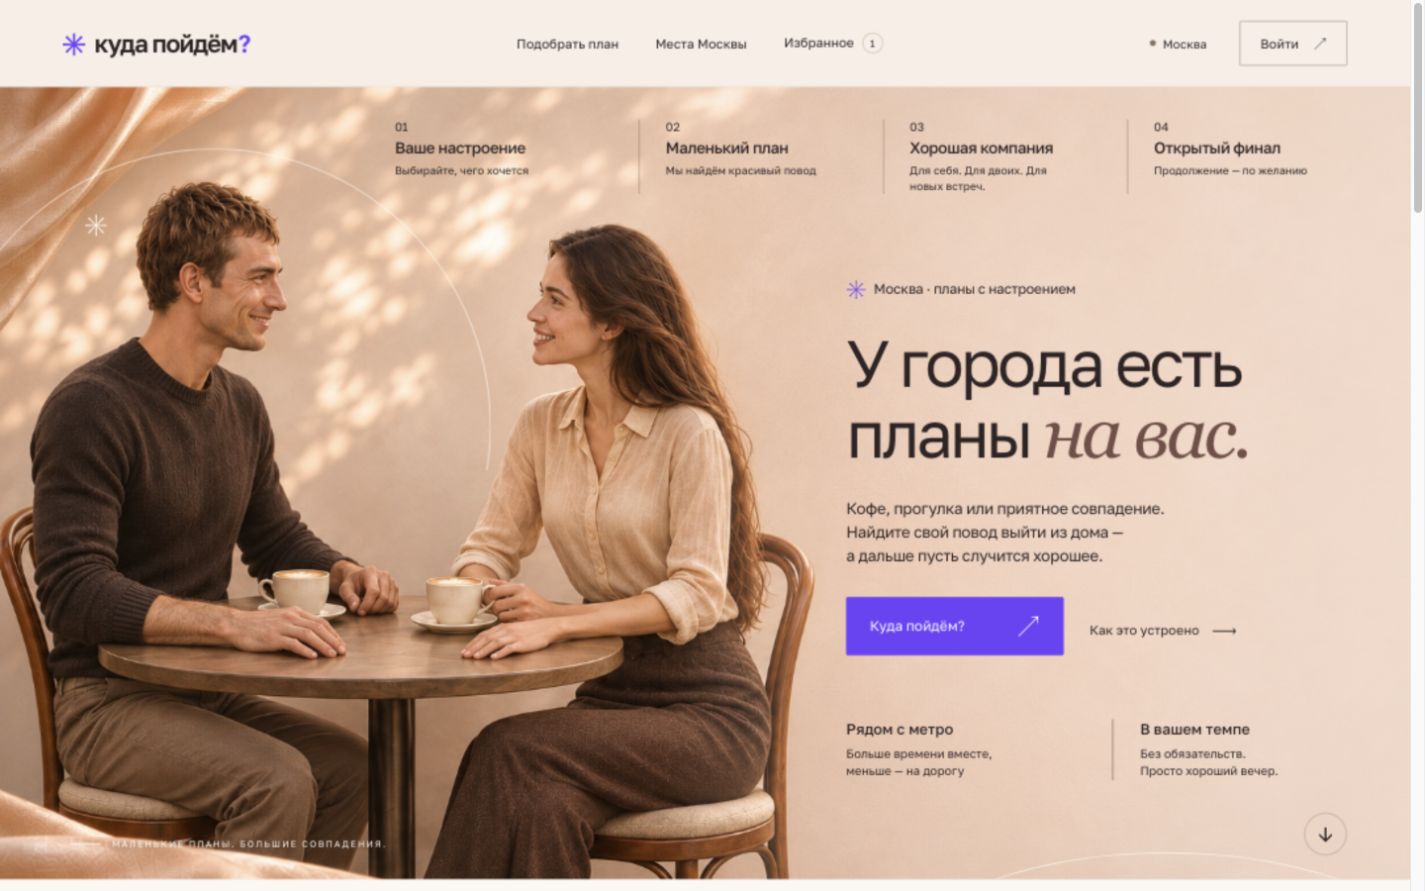 куда пойдём?
Подобрать план
Места Москвы
Избранное 1
Москва
Войти
01
Ваше настроение
Выбирайте, чего хочется
02
Маленький план
Мы найдём красивый повод
03
Хорошая компания
Для себя. Для двоих. Для
новых встреч.
04
Открытый финал
Продолжение — по желанию
Москва · планы с настроением
У города есть
планы на вас.
Кофе, прогулка или приятное совпадение.
Найдите свой повод выйти из дома —
а дальше пусть случится хорошее.
Куда пойдём?
Как это устроено
Рядом с метро
Больше времени вместе,
меньше — на дорогу
В вашем темпе
Без обязательств.
Просто хороший вечер.
МАЛЕНЬКИЕ ПЛАНЫ. БОЛЬШИЕ СОВПАДЕНИЯ.